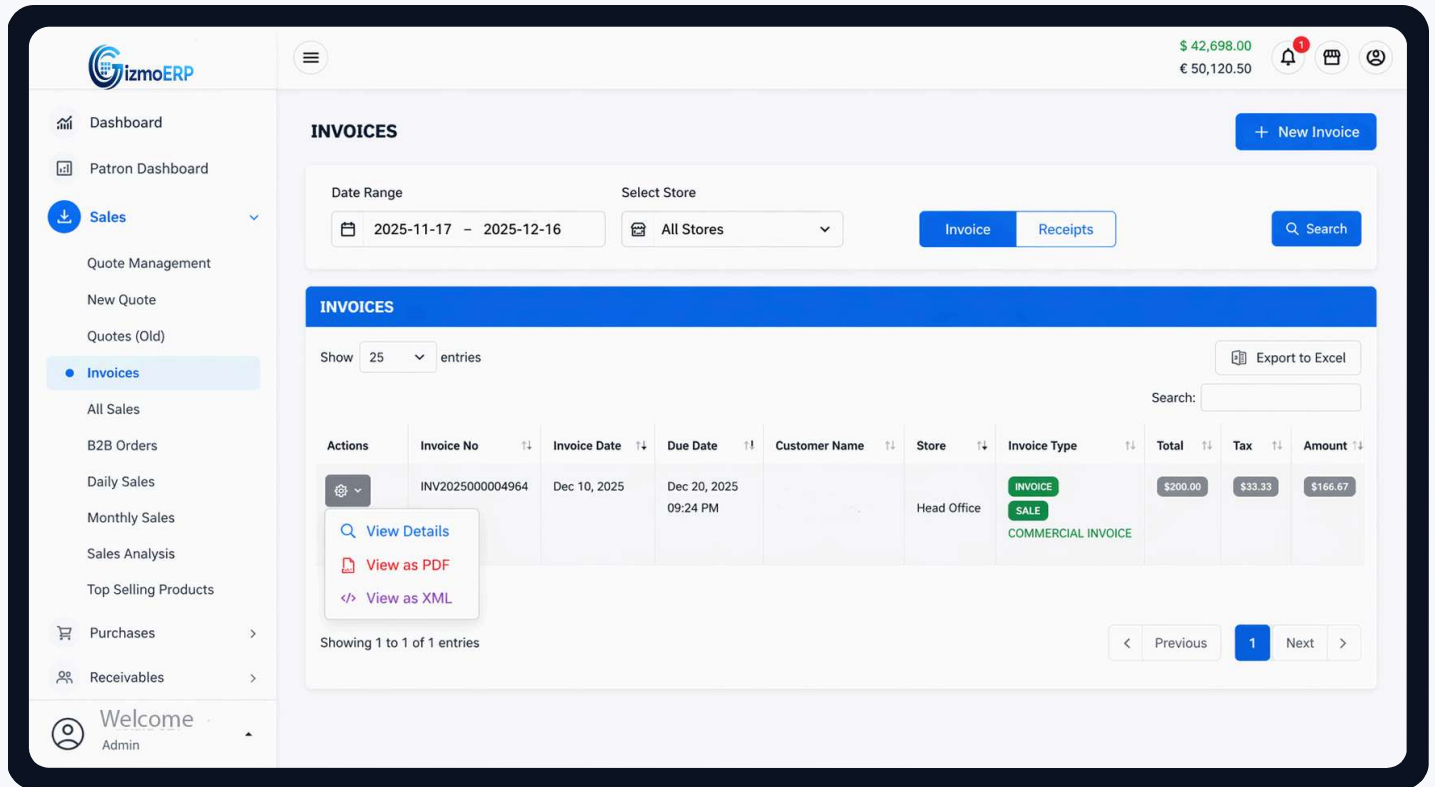 GizmoERP
$ 42,698.00
€ 50,120.50
1
Dashboard
Patron Dashboard
Sales
Quote Management
New Quote
Quotes (Old)
Invoices
All Sales
B2B Orders
Daily Sales
Monthly Sales
Sales Analysis
Top Selling Products
Purchases
Receivables
Welcome
Admin
INVOICES
+ New Invoice
Date Range
Select Store
2025-11-17 – 2025-12-16
All Stores
Invoice
Receipts
Search
INVOICES
Show 25 entries
Export to Excel
Search:
Actions Invoice No Invoice Date Due Date Customer Name Store Invoice Type Total Tax Amount
INV2025000004964 Dec 10, 2025 Dec 20, 2025 INVOICE $200.00 $33.33 $166.67
09:24 PM Head Office SALE
COMMERCIAL INVOICE
View Details
View as PDF
View as XML
Showing 1 to 1 of 1 entries
< Previous 1 Next >